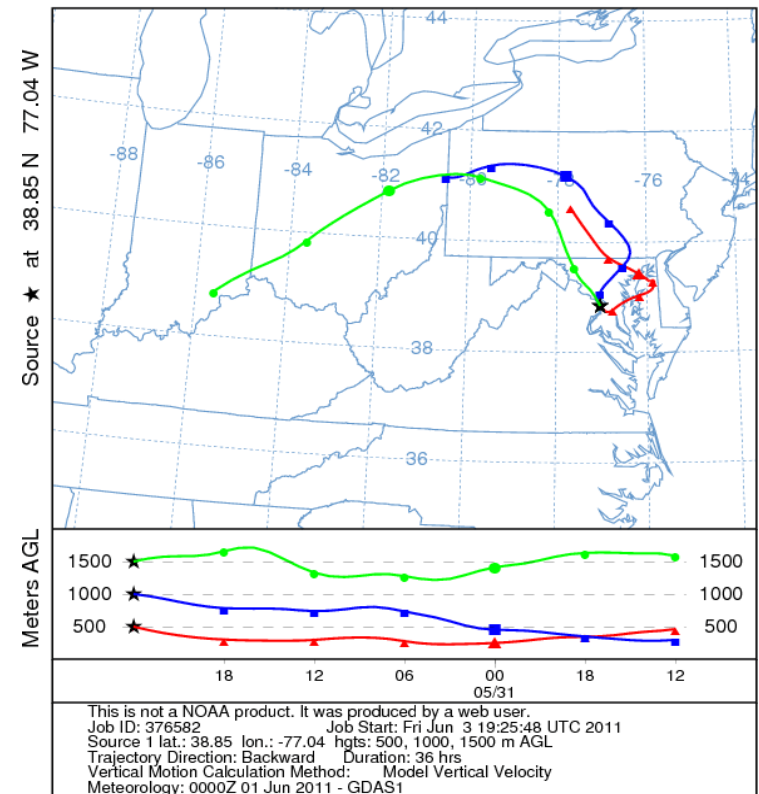 Source ★ at 38.85 N 77.04 W
44
42
-88
-86
-84
-82
-80
-78
-76
-74
40
38
36
Meters AGL
1500 1500
1000 1000
500 500
18 12 06 00 18 12
05/31
This is not a NOAA product. It was produced by a web user.
Job ID: 376582 Job Start: Fri Jun 3 19:25:48 UTC 2011
Source 1 lat.: 38.85 lon.: -77.04 hgts: 500, 1000, 1500 m AGL
Trajectory Direction: Backward Duration: 36 hrs
Vertical Motion Calculation Method: Model Vertical Velocity
Meteorology: 0000Z 01 Jun 2011 - GDAS1